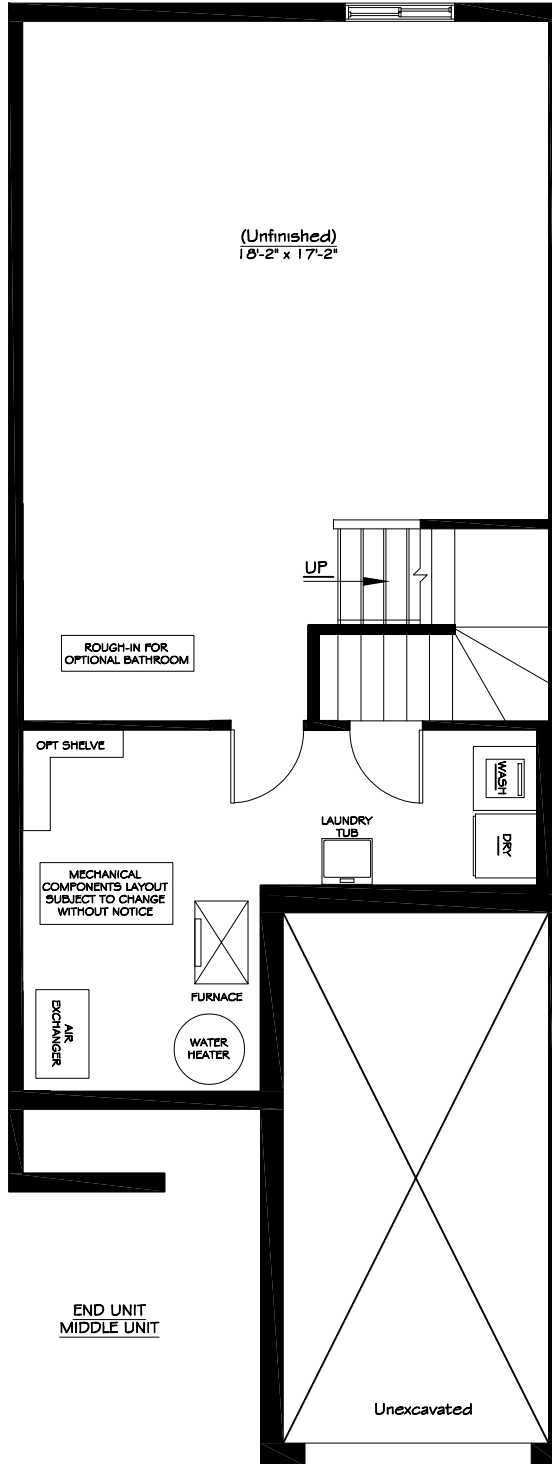 (Unfinished)
18'-2" x 17'-2"
UP
ROUGH-IN FOR
OPTIONAL BATHROOM
OPT SHELVE
WASH
LAUNDRY
TUB
DRY
MECHANICAL
COMPONENTS LAYOUT
SUBJECT TO CHANGE
WITHOUT NOTICE
FURNACE
AIR
EXCHANGER
WATER
HEATER
END UNIT
MIDDLE UNIT
Unexcavated